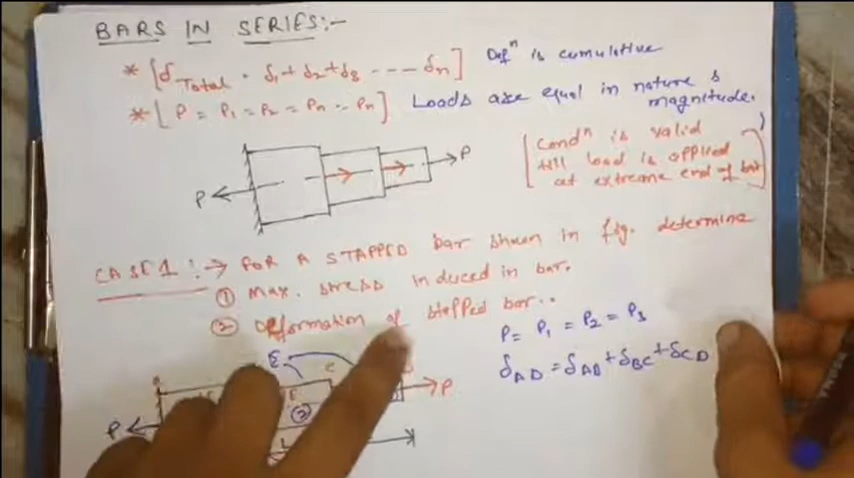 BARS IN SERIES:-
* [δTotal = δ1 + δ2 + δ3 ---- δn] Defⁿ is cumulative
* [P = P1 = P2 = Pn -- Pn] Loads are equal in nature & magnitude.
[Condⁿ is valid
till load is applied
at extreme end of bar]
P P
CASE 1 :→ FOR A STAPPED bar shown in fig. determine
① Max. stress induced in bar.
② Deformation of stepped bar..
P = P1 = P2 = P3
δAD = δAB + δBC + δCD
E C
P E ② P
L